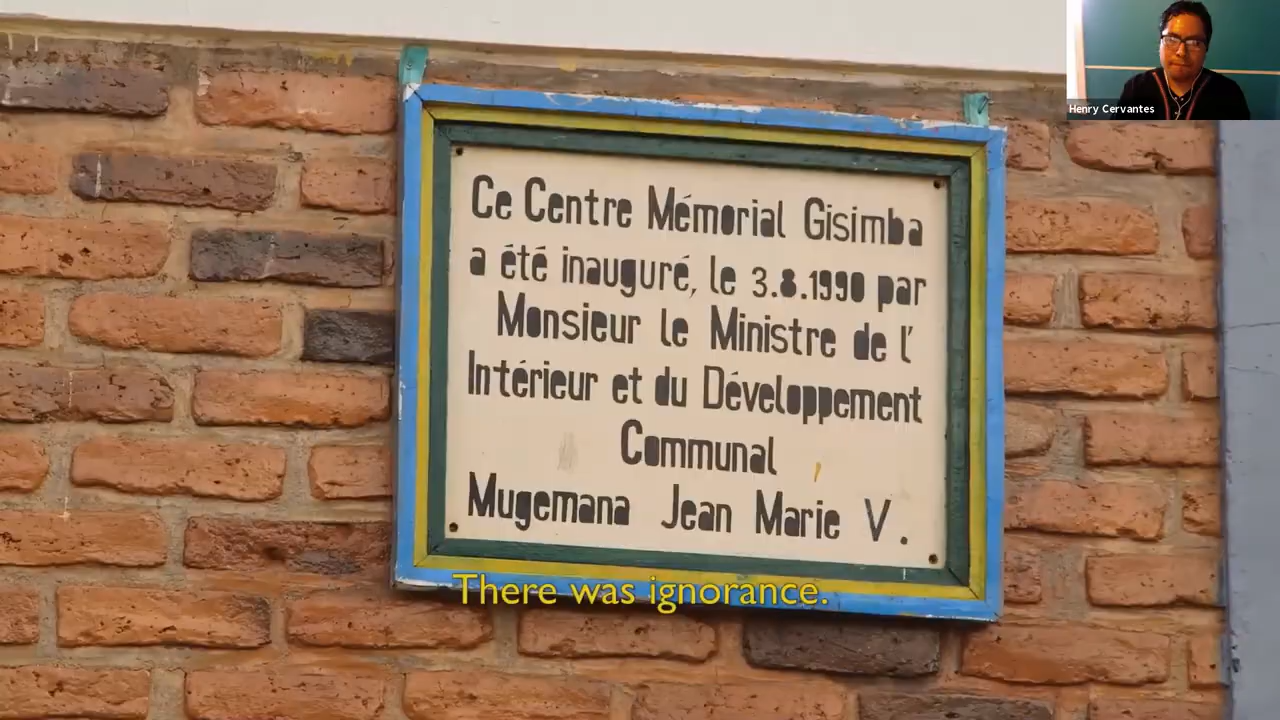 Henry Cervantes
Ce Centre Mémorial Gisimba
a été inauguré, le 3.8.1990 par
Monsieur le Ministre de l'
Intérieur et du Développement
Communal
Mugemana Jean Marie V.
There was ignorance.